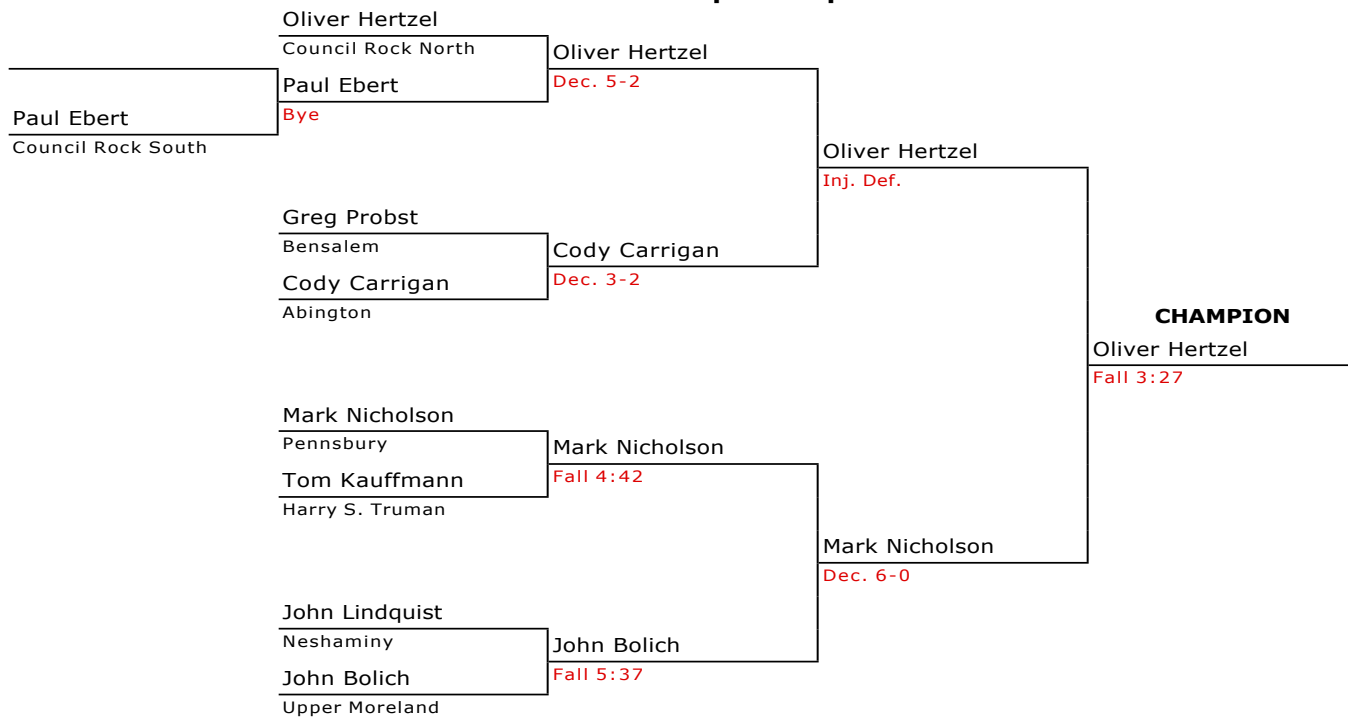 Oliver Hertzel
Council Rock North
Oliver Hertzel
Dec. 5-2
Paul Ebert
Bye
Paul Ebert
Council Rock South
Oliver Hertzel
Inj. Def.
Greg Probst
Bensalem
Cody Carrigan
Dec. 3-2
Cody Carrigan
Abington
CHAMPION
Oliver Hertzel
Fall 3:27
Mark Nicholson
Pennsbury
Mark Nicholson
Fall 4:42
Tom Kauffmann
Harry S. Truman
Mark Nicholson
Dec. 6-0
John Lindquist
Neshaminy
John Bolich
Fall 5:37
John Bolich
Upper Moreland